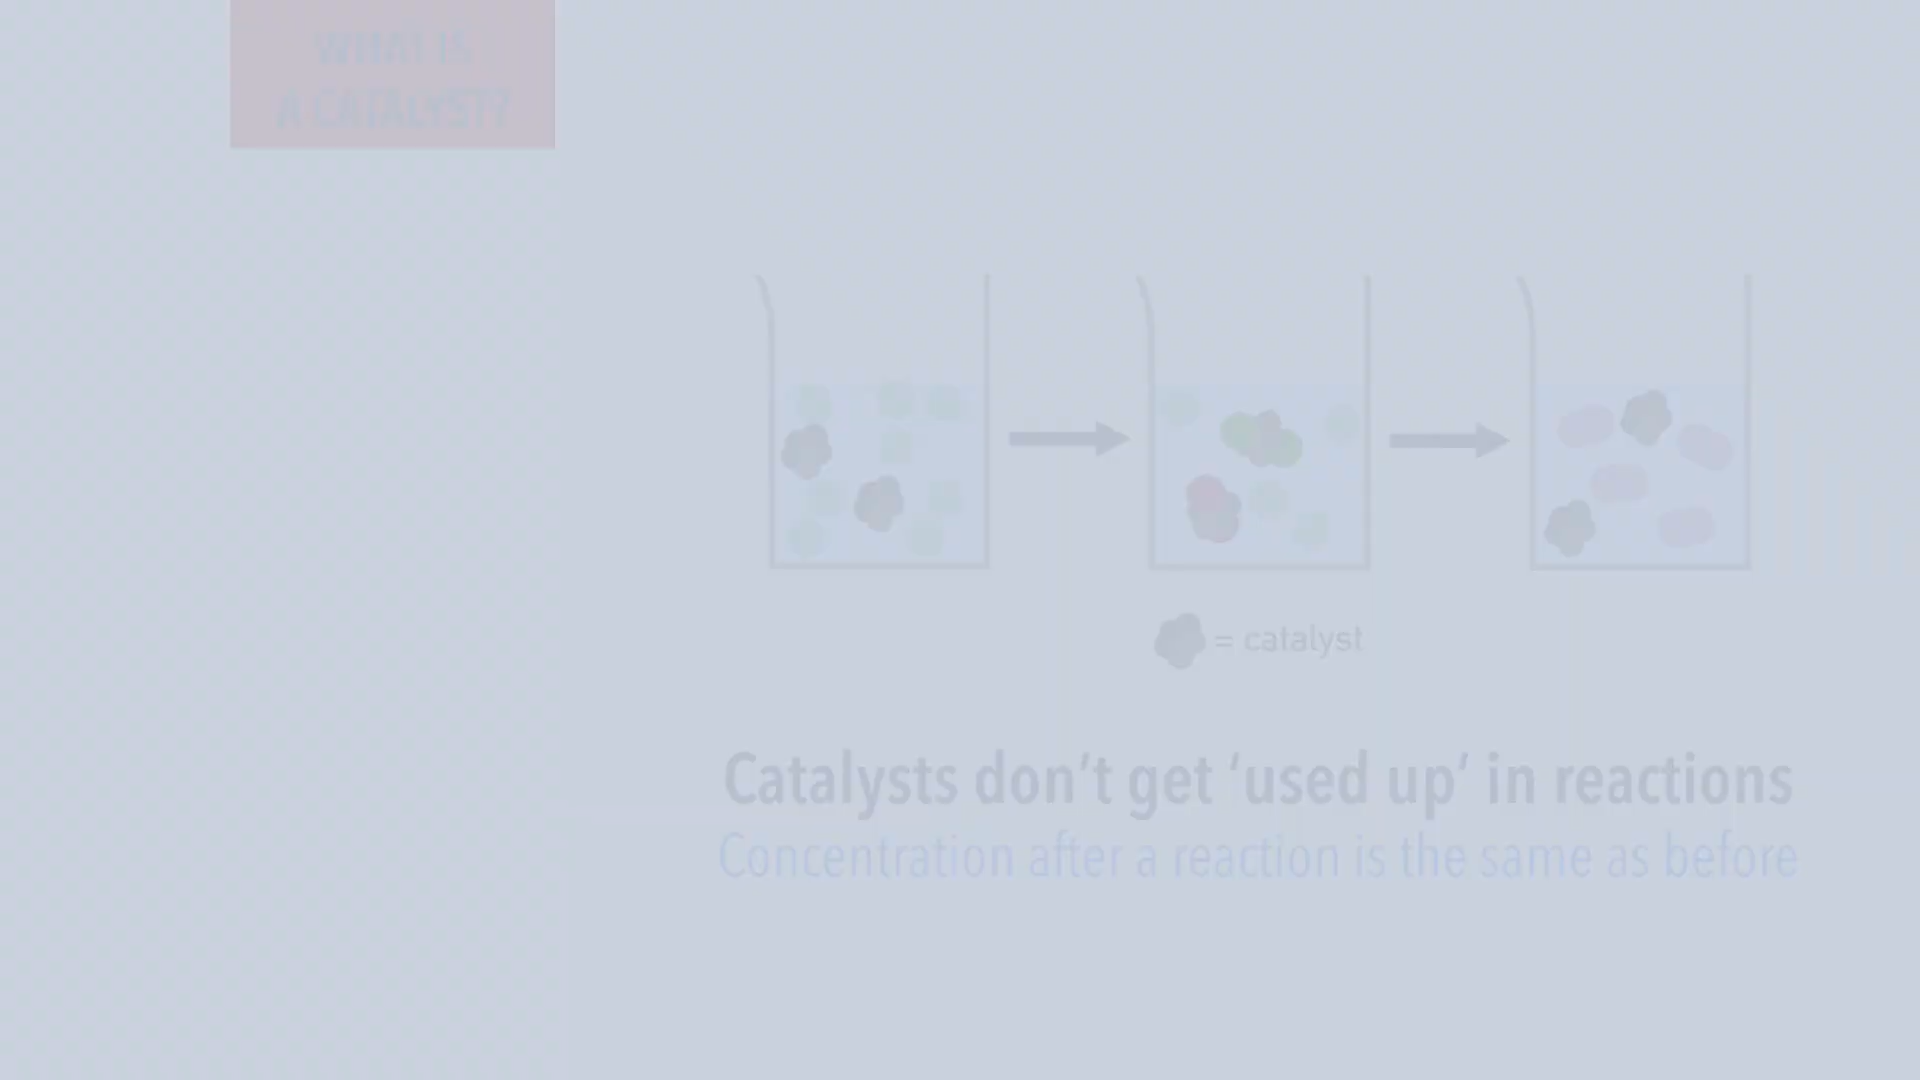 WHAT IS
A CATALYST?
= catalyst
Catalysts don’t get ‘used up’ in reactions
Concentration after a reaction is the same as before